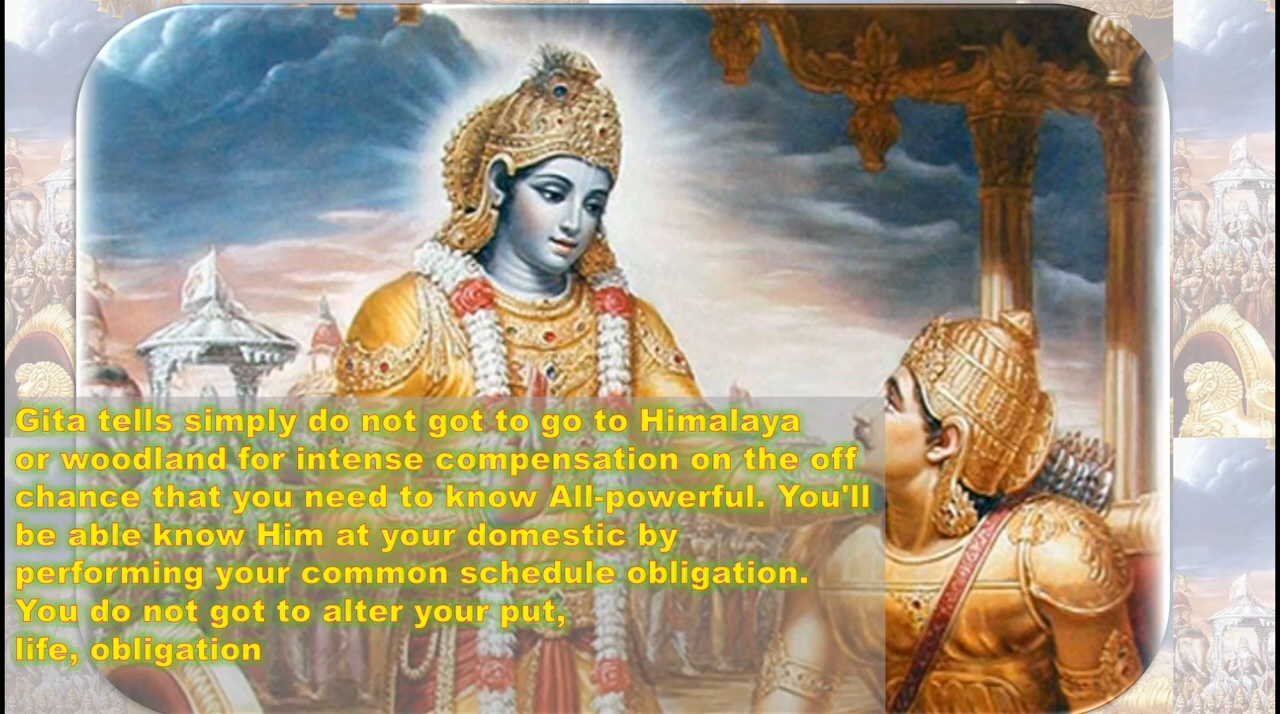 Gita tells simply do not got to go to Himalaya
or woodland for intense compensation on the off
chance that you need to know All-powerful. You'll
be able know Him at your domestic by
performing your common schedule obligation.
You do not got to alter your put,
life, obligation